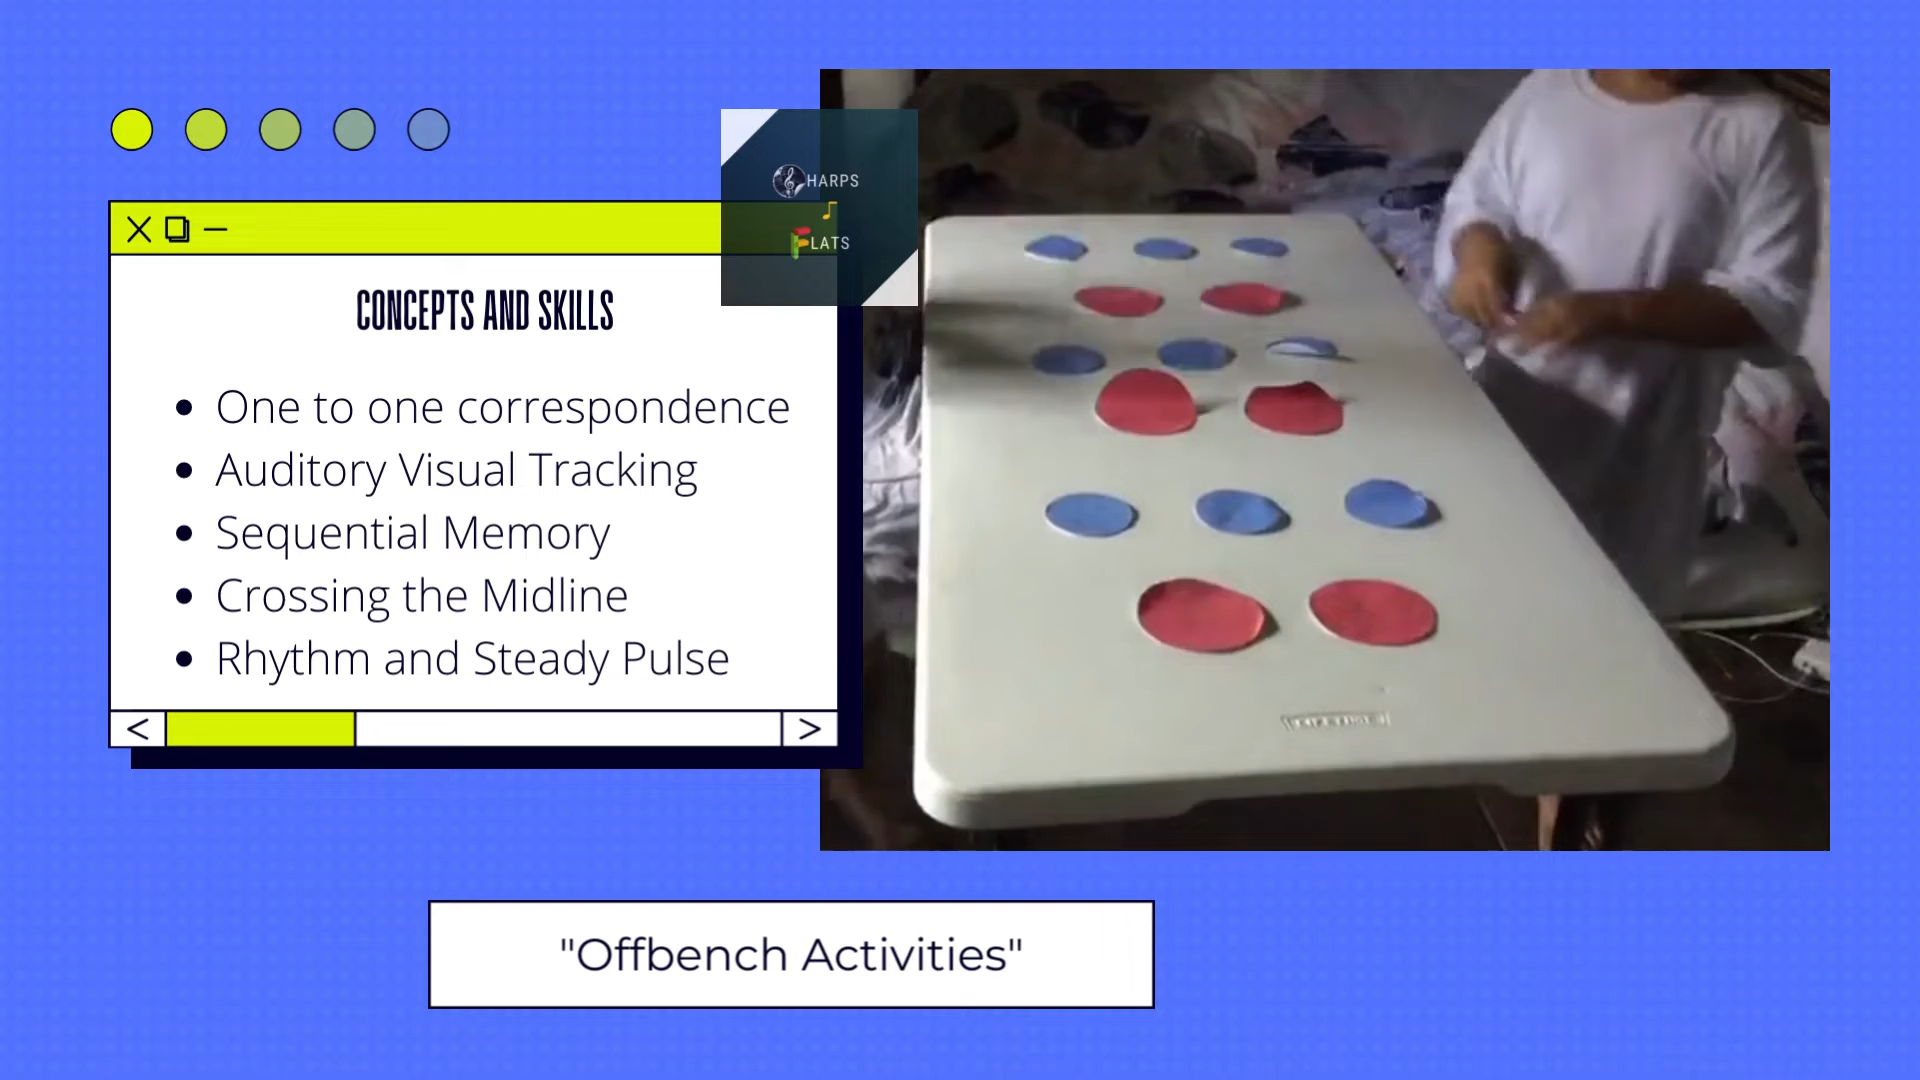 HARPS
FLATS
CONCEPTS AND SKILLS
One to one correspondence
Auditory Visual Tracking
Sequential Memory
Crossing the Midline
Rhythm and Steady Pulse
"Offbench Activities"